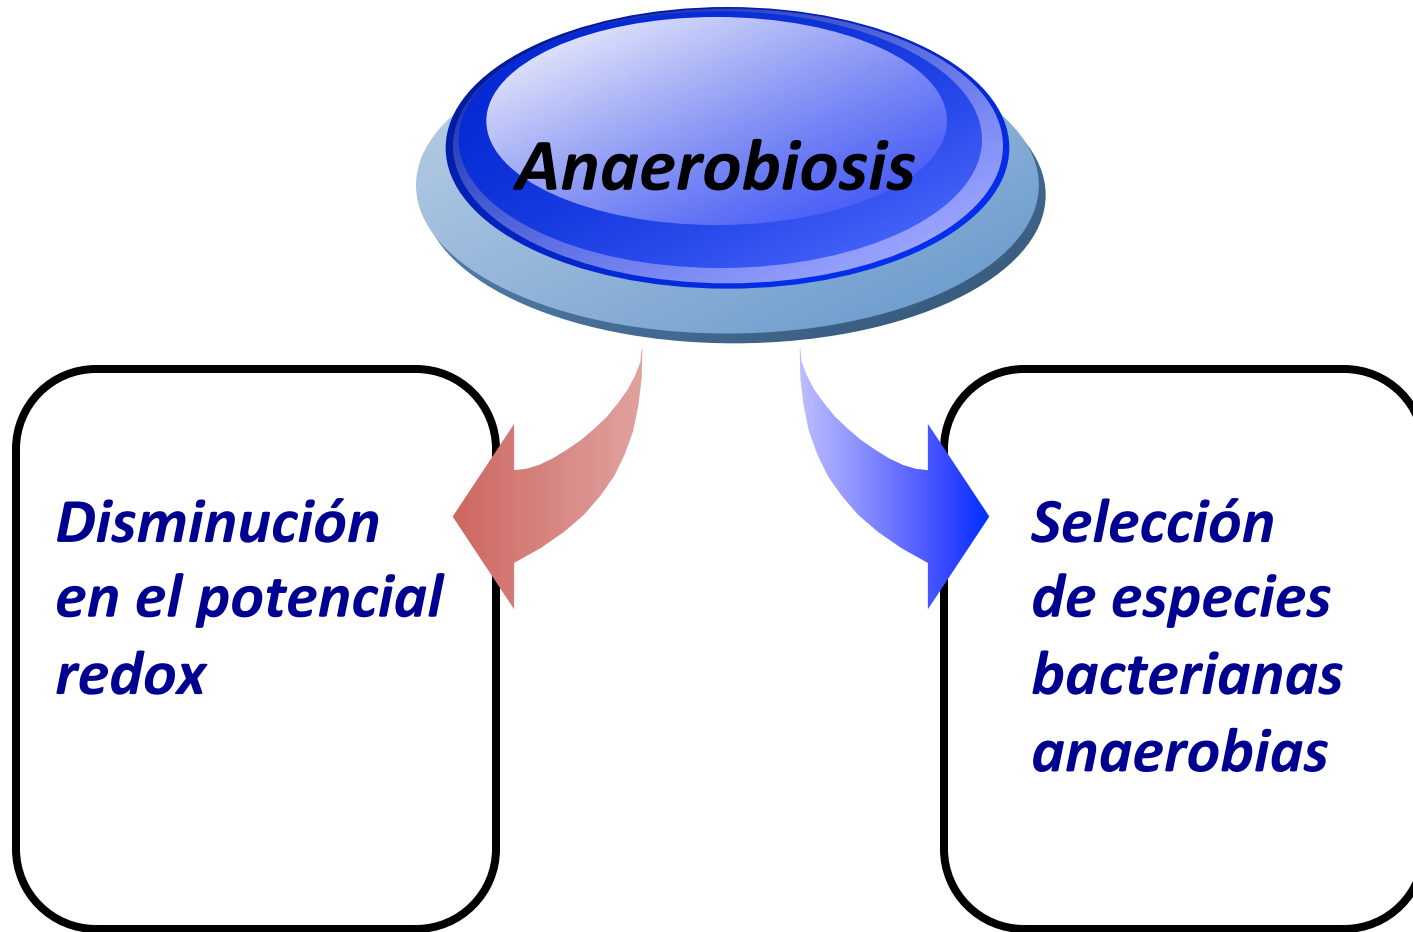 Anaerobiosis
Disminución
en el potencial
redox
Selección
de especies
bacterianas
anaerobias